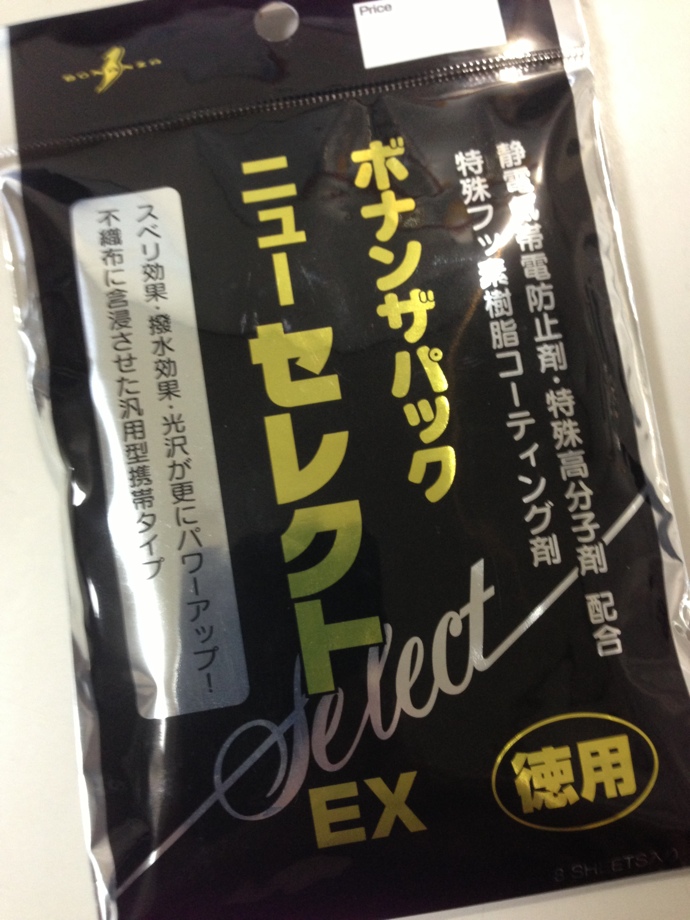 Price
BONANZA
静電気帯電防止剤・特殊高分子剤 配合
特殊フッ素樹脂コーティング剤
ボナンザパック
ニューセレクト
スベリ効果・撥水効果・光沢が更にパワーアップ!
不織布に含浸させた汎用型携帯タイプ
Select
EX
徳用